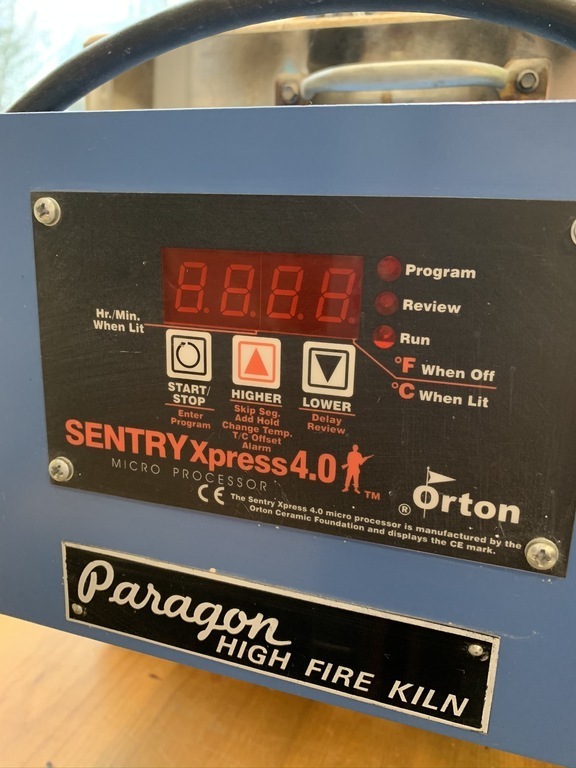 8.8.8.8.
Program
Review
Run
Hr./Min.
When Lit
°F When Off
°C When Lit
START/
STOP
Enter
Program
HIGHER
Skip Seg.
Add Hold
Change Temp.
T/C Offset
Alarm
LOWER
Delay
Review
SENTRY Xpress 4.0 TM
MICRO PROCESSOR
® Orton
CE The Sentry Xpress 4.0 micro processor is manufactured by the
Orton Ceramic Foundation and displays the CE mark.
Paragon
HIGH FIRE KILN